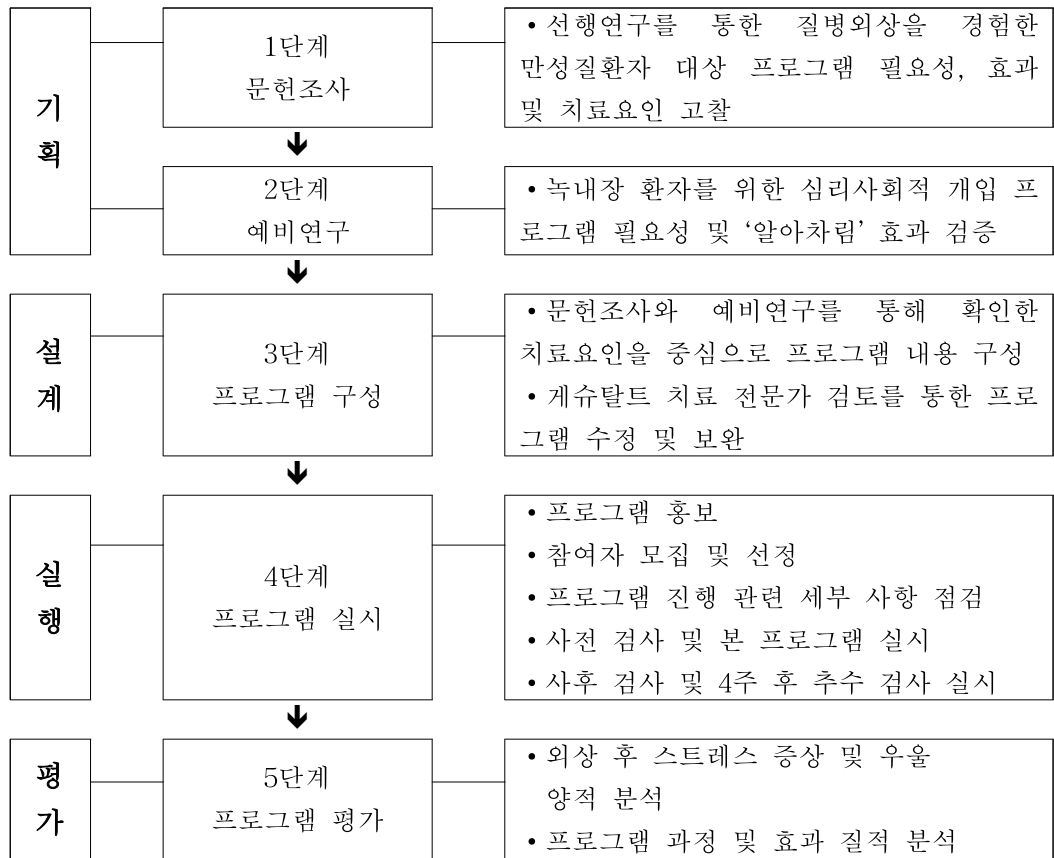 기
획
1단계
문헌조사
•선행연구를 통한 질병외상을 경험한
만성질환자 대상 프로그램 필요성, 효과
및 치료요인 고찰
2단계
예비연구
•녹내장 환자를 위한 심리사회적 개입 프
로그램 필요성 및 ‘알아차림’ 효과 검증
설
계
3단계
프로그램 구성
•문헌조사와 예비연구를 통해 확인한
치료요인을 중심으로 프로그램 내용 구성
•게슈탈트 치료 전문가 검토를 통한 프로
그램 수정 및 보완
실
행
4단계
프로그램 실시
•프로그램 홍보
•참여자 모집 및 선정
•프로그램 진행 관련 세부 사항 점검
•사전 검사 및 본 프로그램 실시
•사후 검사 및 4주 후 추수 검사 실시
평
가
5단계
프로그램 평가
•외상 후 스트레스 증상 및 우울
양적 분석
•프로그램 과정 및 효과 질적 분석